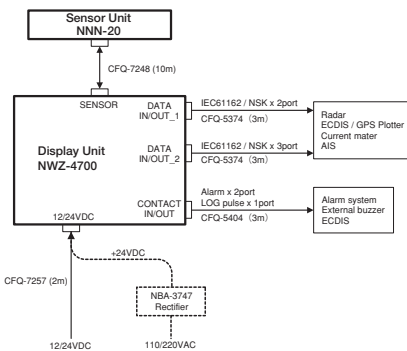 Sensor Unit
NNN-20
CFQ-7248 (10m)
SENSOR
DATA
IN/OUT_1
IEC61162 / NSK x 2port
CFQ-5374 (3m)
Radar
ECDIS / GPS Plotter
Current mater
AIS
Display Unit
NWZ-4700
DATA
IN/OUT_2
IEC61162 / NSK x 3port
CFQ-5374 (3m)
CONTACT
IN/OUT
Alarm x 2port
LOG pulse x 1port
CFQ-5404 (3m)
Alarm system
External buzzer
ECDIS
12/24VDC
+24VDC
CFQ-7257 (2m)
NBA-3747
Rectifier
12/24VDC
110/220VAC